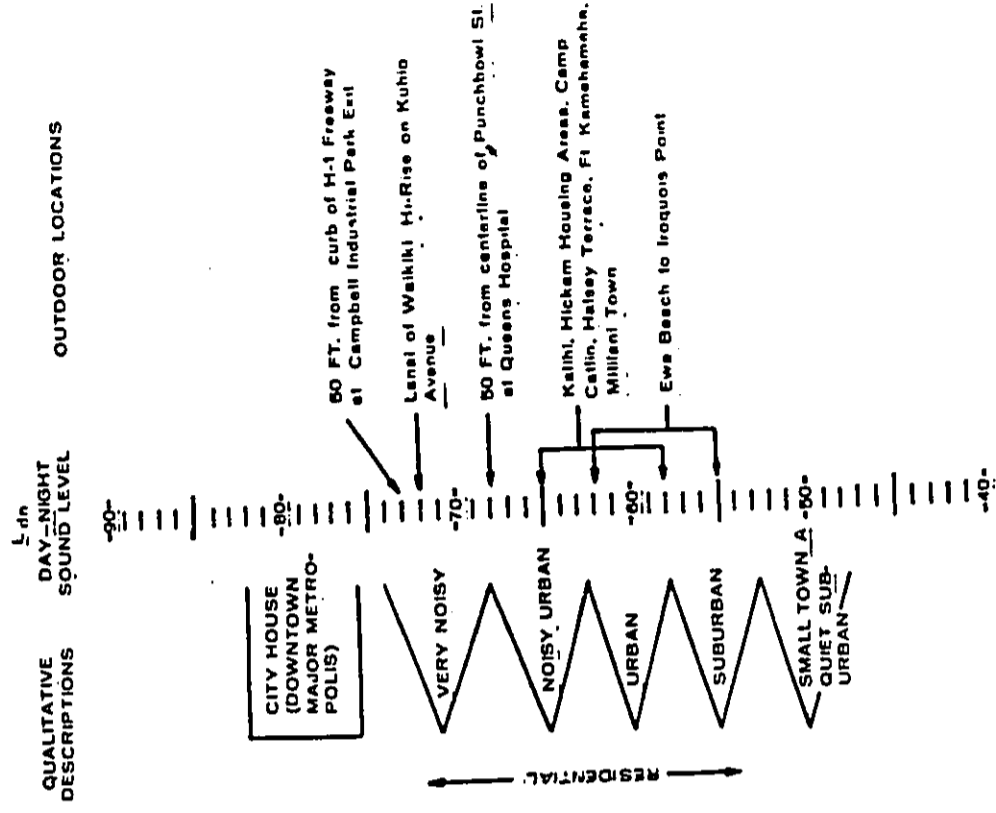 QUALITATIVE
DESCRIPTIONS
Ldn
DAY-NIGHT
SOUND LEVEL
OUTDOOR LOCATIONS
-90-
-80-
-70-
-60-
-50-
-40-
CITY HOUSE
(DOWNTOWN
MAJOR METRO-
POLIS)
VERY NOISY
NOISY URBAN
URBAN
SUBURBAN
SMALL TOWN A
QUIET SUB-
URBAN
RESIDENTIAL
50 FT. from curb of H-1 Freeway
at Campbell Industrial Park Exit
Lanai of Waikiki Hi-Rise on Kuhio
Avenue
50 FT. from centerline of Punchbowl St.
at Queens Hospital
Kalihi, Hickam Housing Areas, Camp
Catlin, Halsey Terrace, Ft Kamehameha,
Mililani Town
Ewa Beach to Iroquois Point